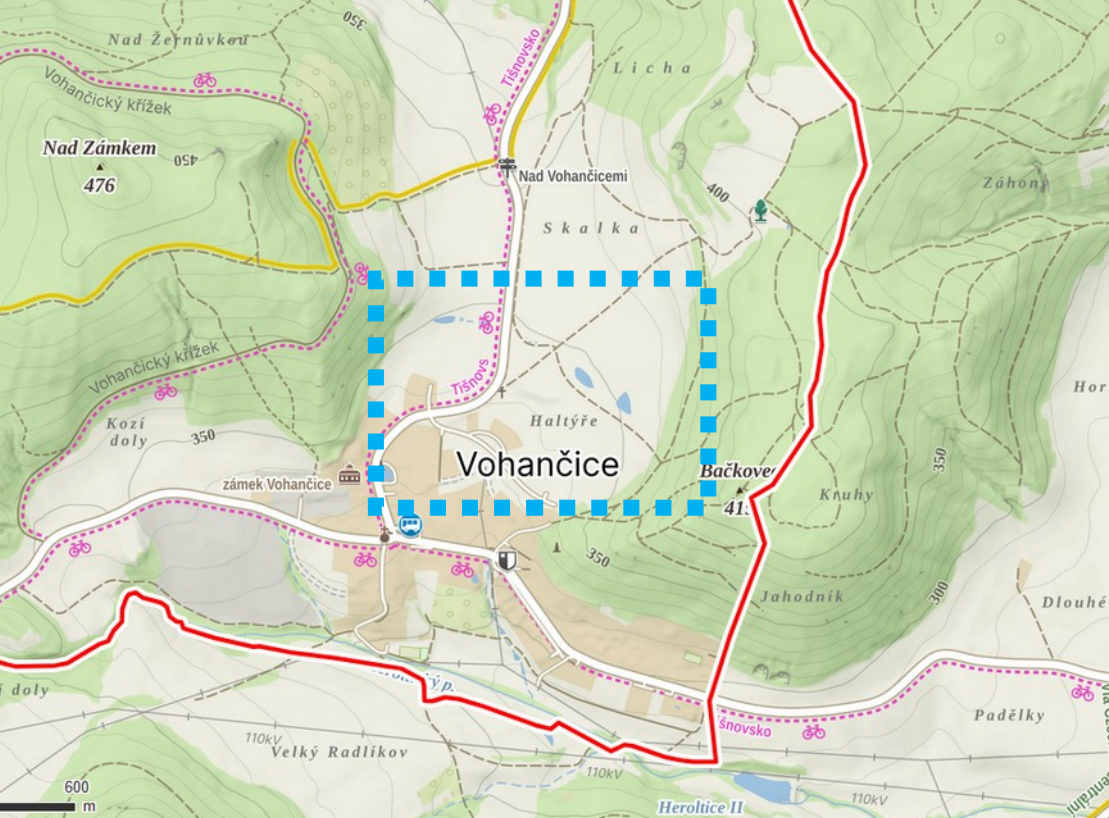 350
Nad Žernůvkou
Tišnovsko
Licha
Vohančický křížek
Nad Zámkem
476
450
Nad Vohančicemi
400
Záhony
Skalka
Vohančický křížek
Tišnovs
Hor
Kozí
doly
350
Haltýře
Vohančice
zámek Vohančice
Bačkovec
350
Kruhy
350
Jahodník
300
Dlouhé
í doly
Tišnovsko
Padělky
110kV
Velký Radlíkov
110kV
110kV
600
m
Heroltice II